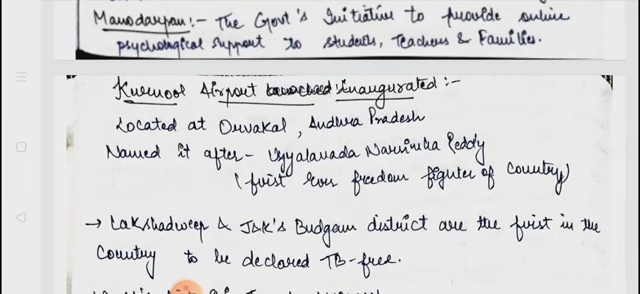 Manodarpan :- The Govt's Initiative to provide online
psychological support to students, Teachers & Families.
Kurnool Airport launched inaugurated :-
Located at Orvakal, Andhra Pradesh
Named it after - Uyyalawada Narsimha Reddy
(first ever freedom fighter of country)
→ Lakshadweep & J&K's Budgam district are the first in the
Country to be declared TB-free.